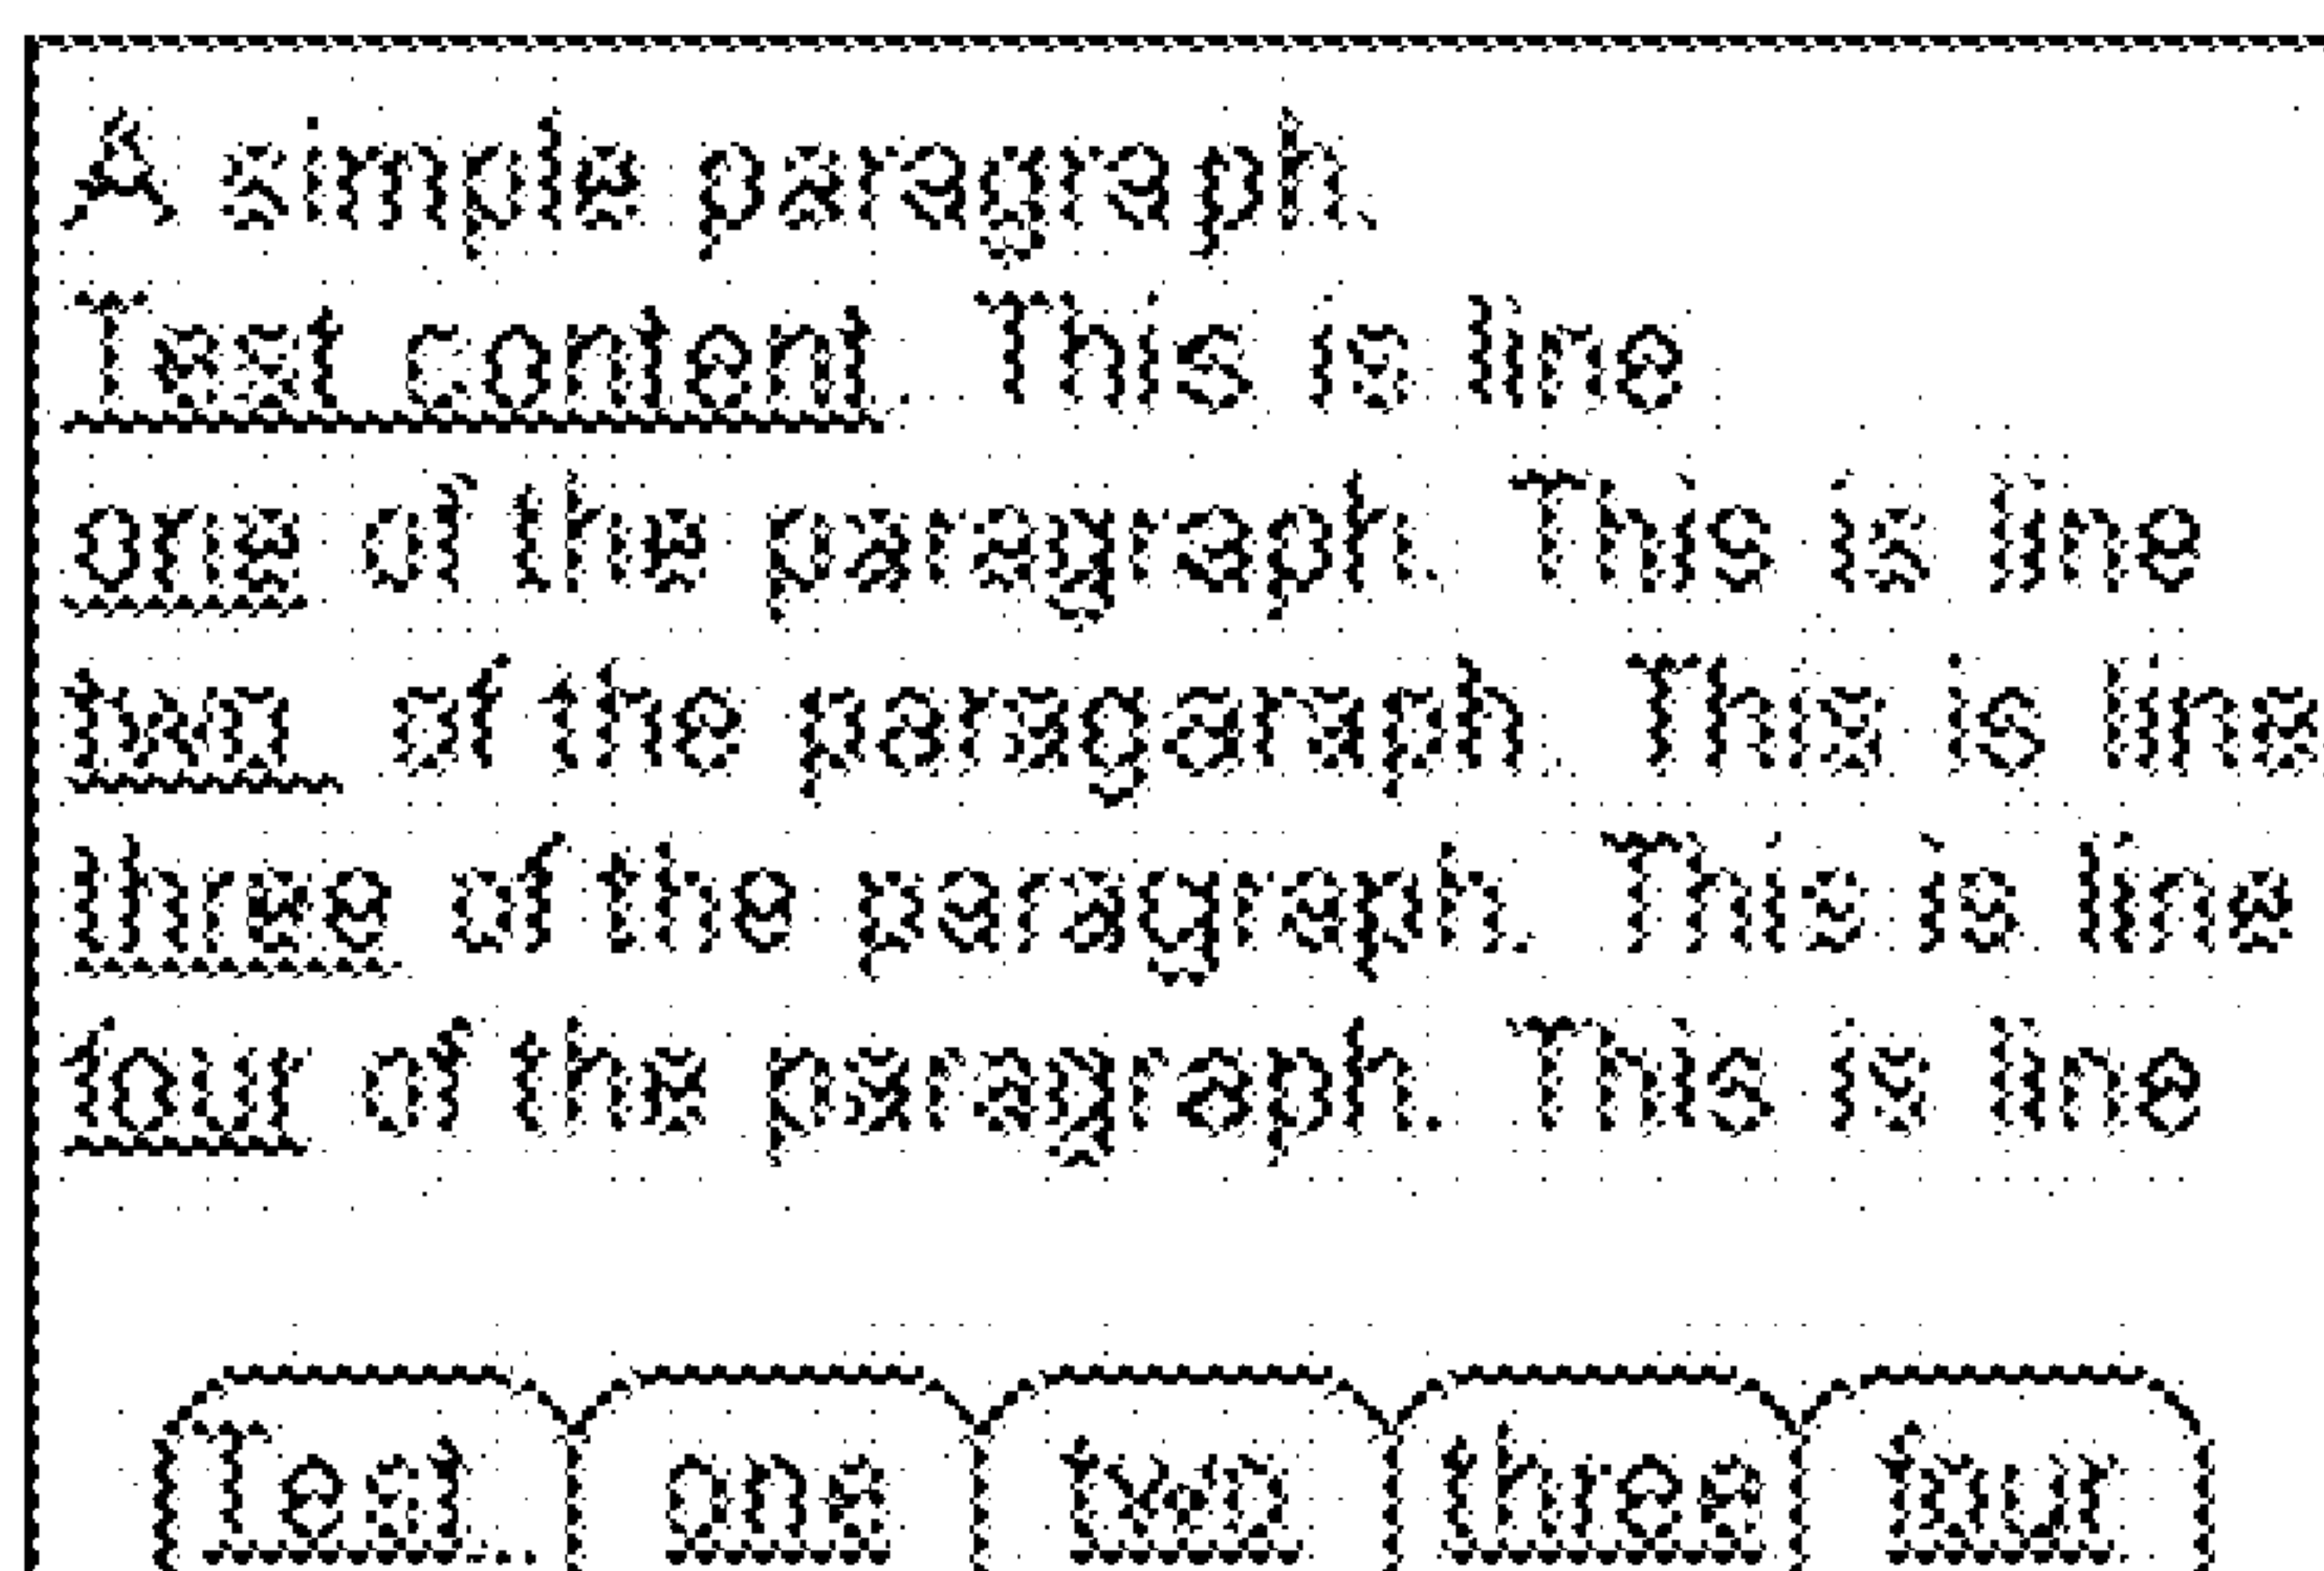 A simple paragraph.
Test content. This is line
one of the paragraph. This is line
two of the paragraph. This is line
three of the paragraph. This is line
four of the paragraph. This is line
Test one two three four